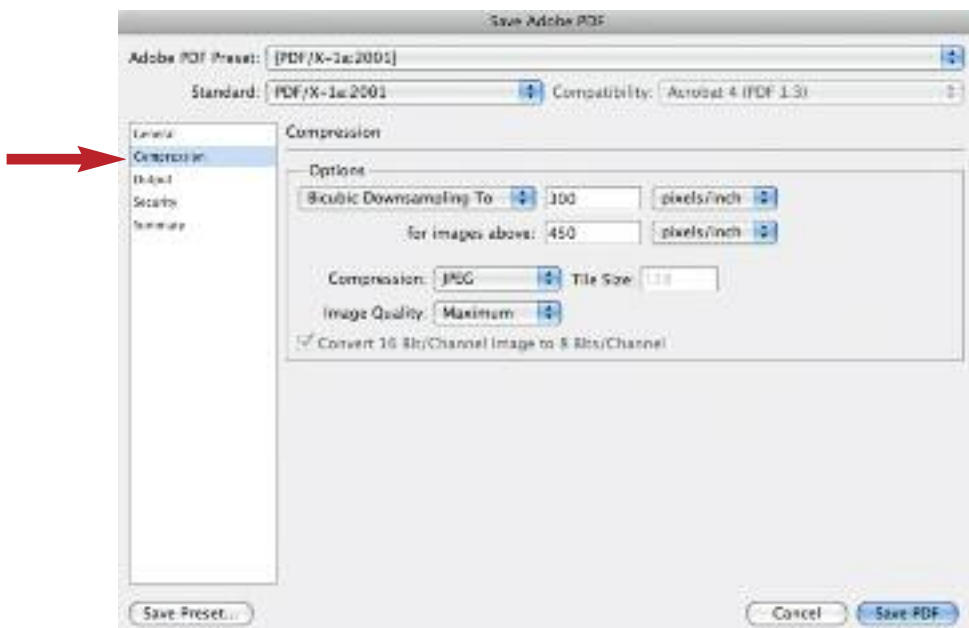 Save Adobe PDF
Adobe PDF Preset: [PDF/X-1a:2001]
Standard: PDF/X-1a:2001 Compatibility: Acrobat 4 (PDF 1.3)
General
Compression
Output
Security
Summary
Compression
Options
Bicubic Downsampling To 300 pixels/inch
for images above: 450 pixels/inch
Compression: JPEG Tile Size:
Image Quality: Maximum
Convert 16 Bit/Channel Image to 8 Bits/Channel
Save Preset... Cancel Save PDF